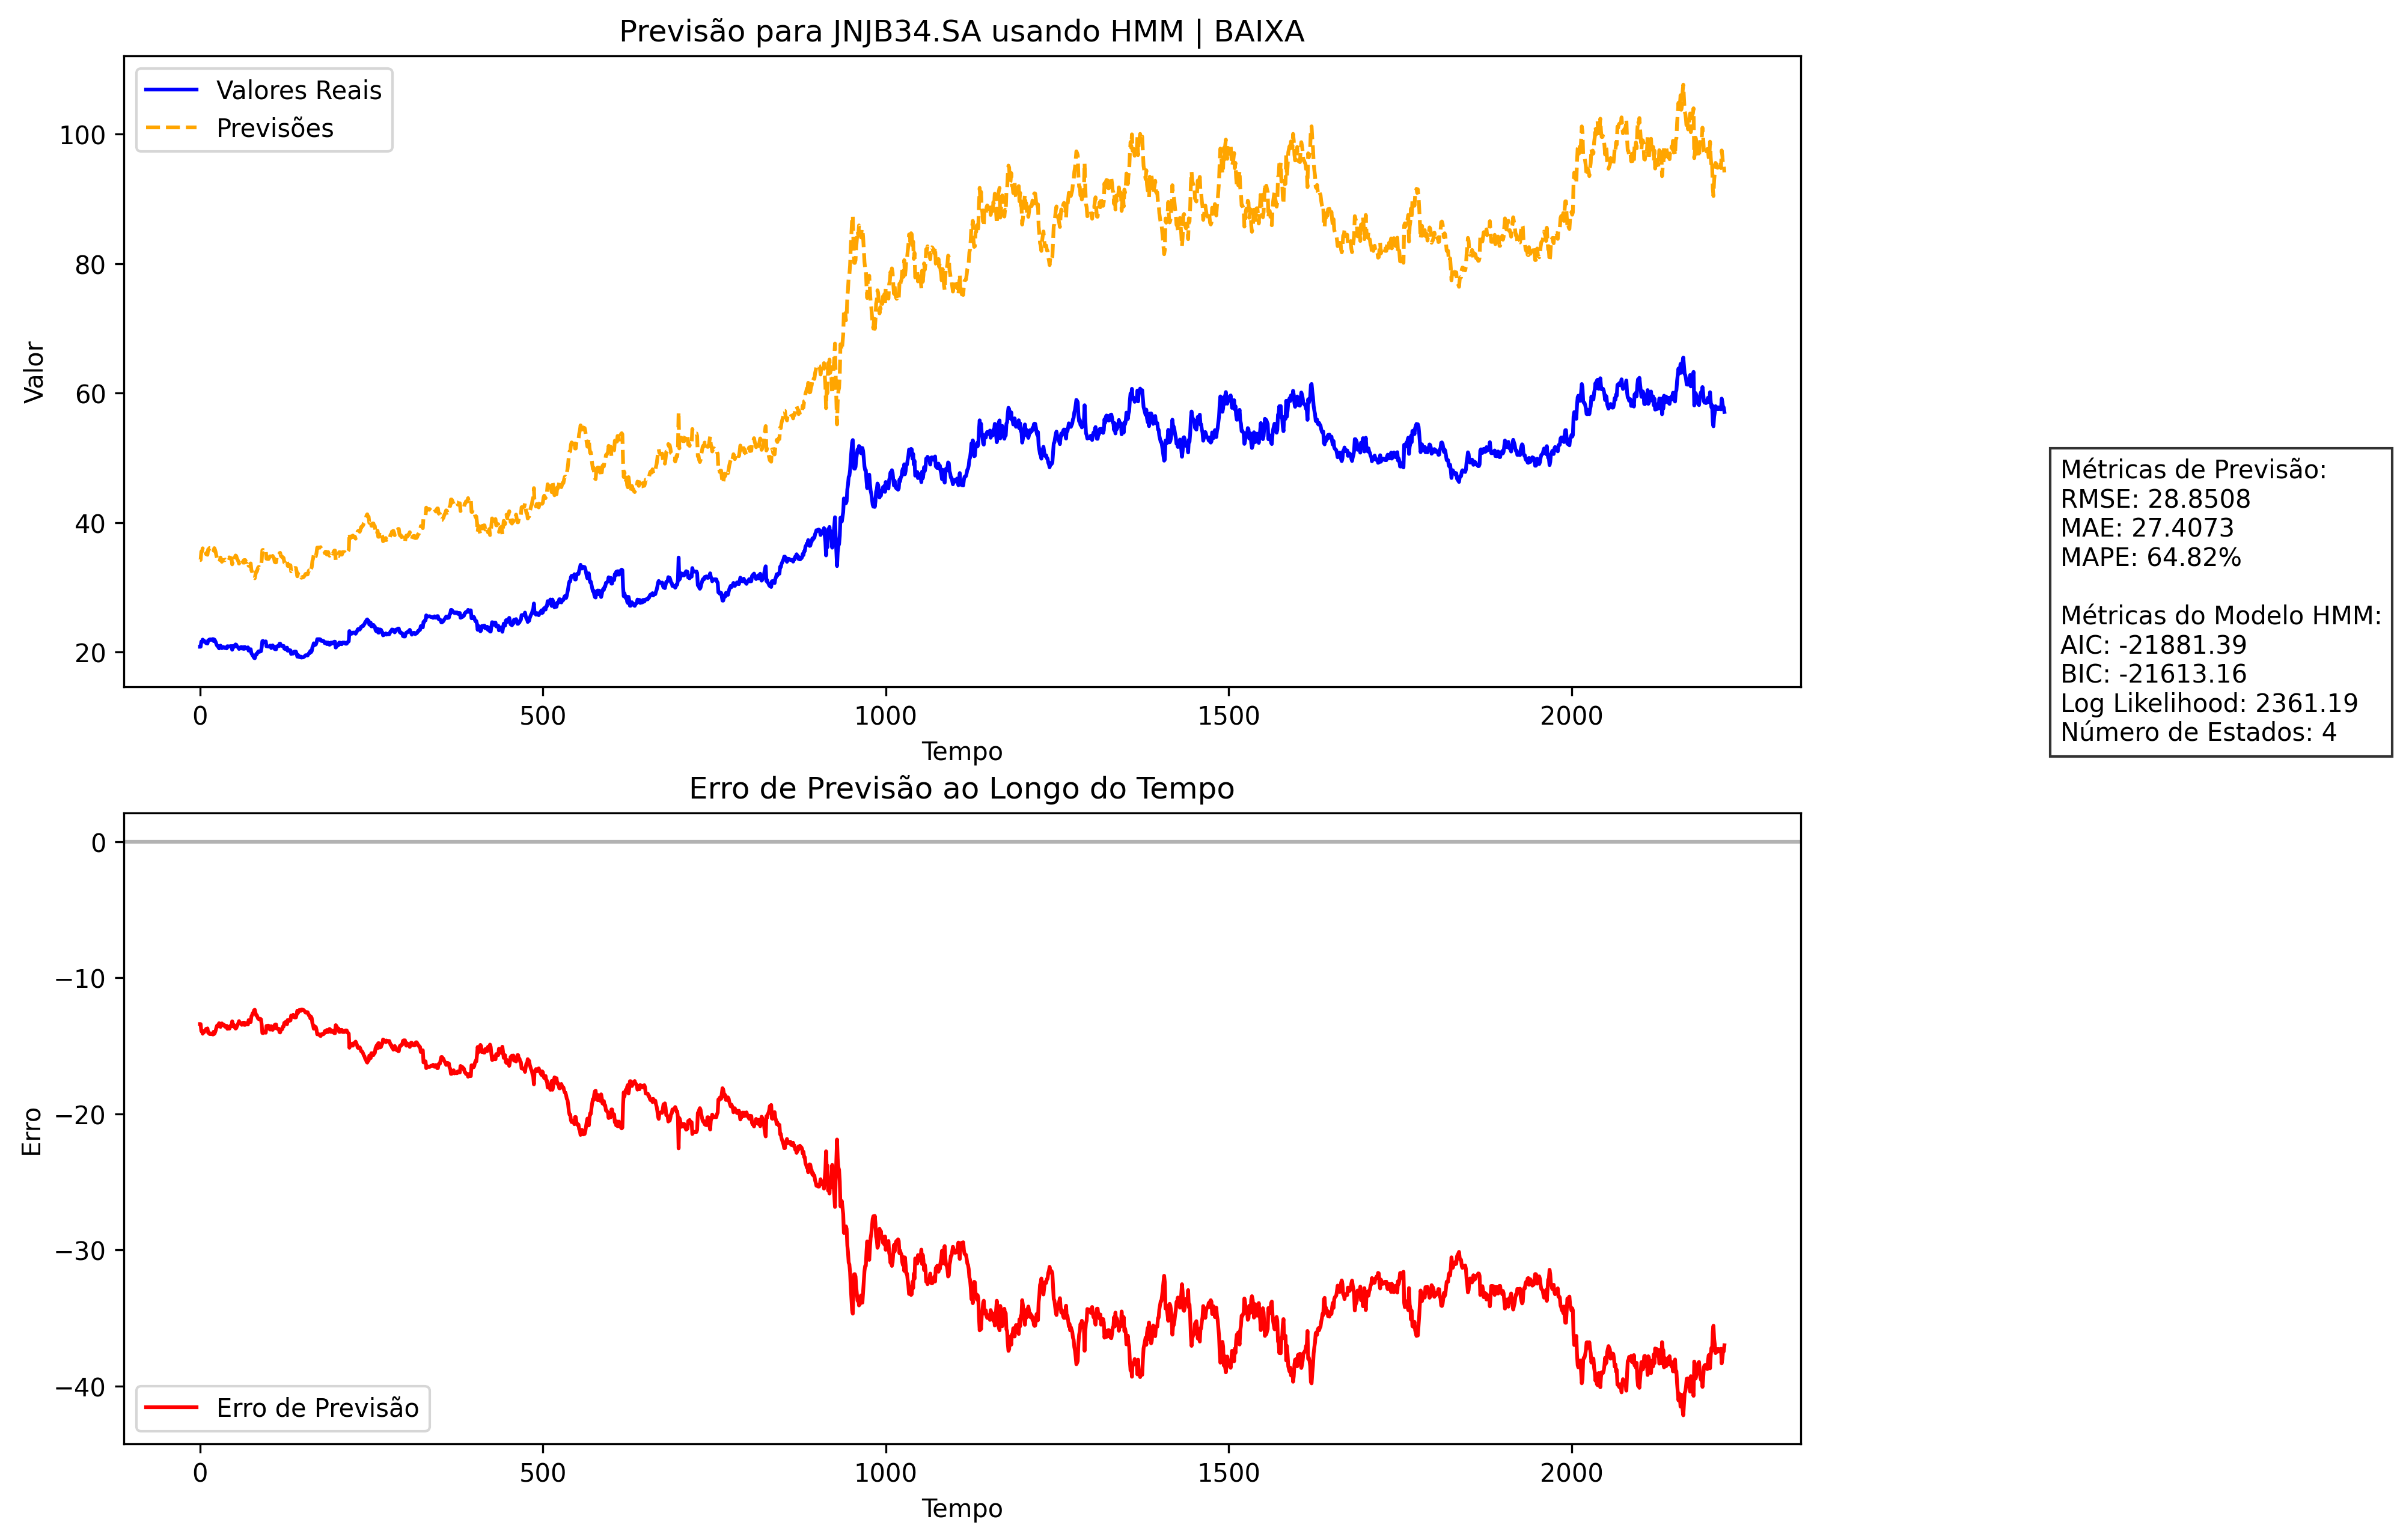 Previsão para JNJB34.SA usando HMM | BAIXA
Valores Reais
Previsões
Valor
100
80
60
40
20
0
500
1000
1500
2000
Tempo
Métricas de Previsão:
RMSE: 28.8508
MAE: 27.4073
MAPE: 64.82%
Métricas do Modelo HMM:
AIC: -21881.39
BIC: -21613.16
Log Likelihood: 2361.19
Número de Estados: 4
Erro de Previsão ao Longo do Tempo
Erro
0
−10
−20
−30
−40
Erro de Previsão
0
500
1000
1500
2000
Tempo